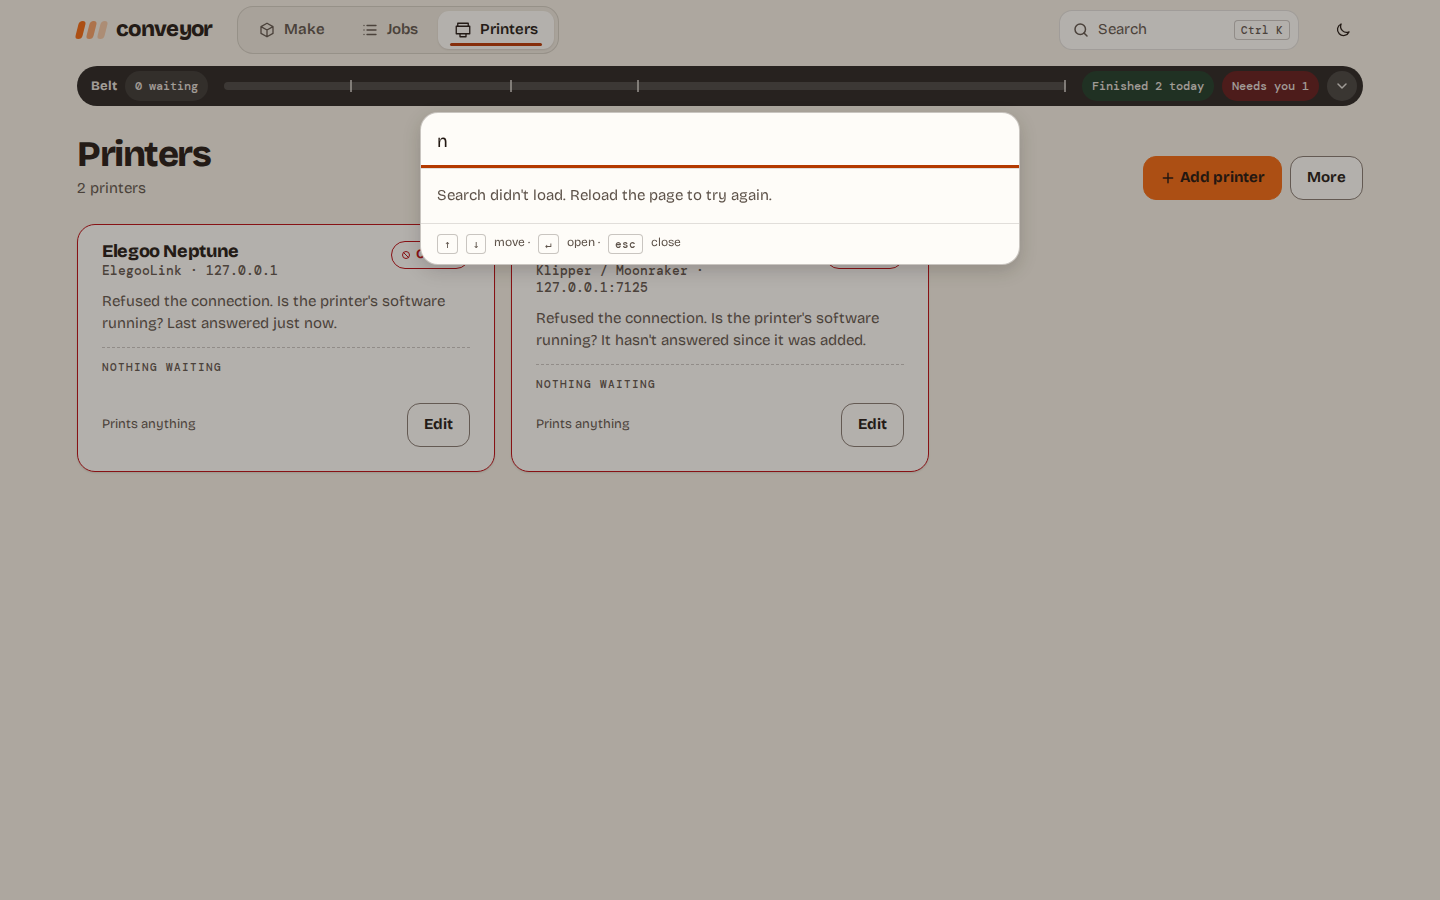 conveyor
Make
Jobs
Printers
Search
Ctrl K
Belt
0 waiting
Finished 2 today
Needs you 1
n
Search didn't load. Reload the page to try again.
↑ ↓ move · ↵ open · esc close
Printers
2 printers
+ Add printer
More
Elegoo Neptune
ElegooLink · 127.0.0.1
Refused the connection. Is the printer's software
running? Last answered just now.
NOTHING WAITING
Prints anything
Edit
Klipper / Moonraker ·
127.0.0.1:7125
Refused the connection. Is the printer's software
running? It hasn't answered since it was added.
NOTHING WAITING
Prints anything
Edit